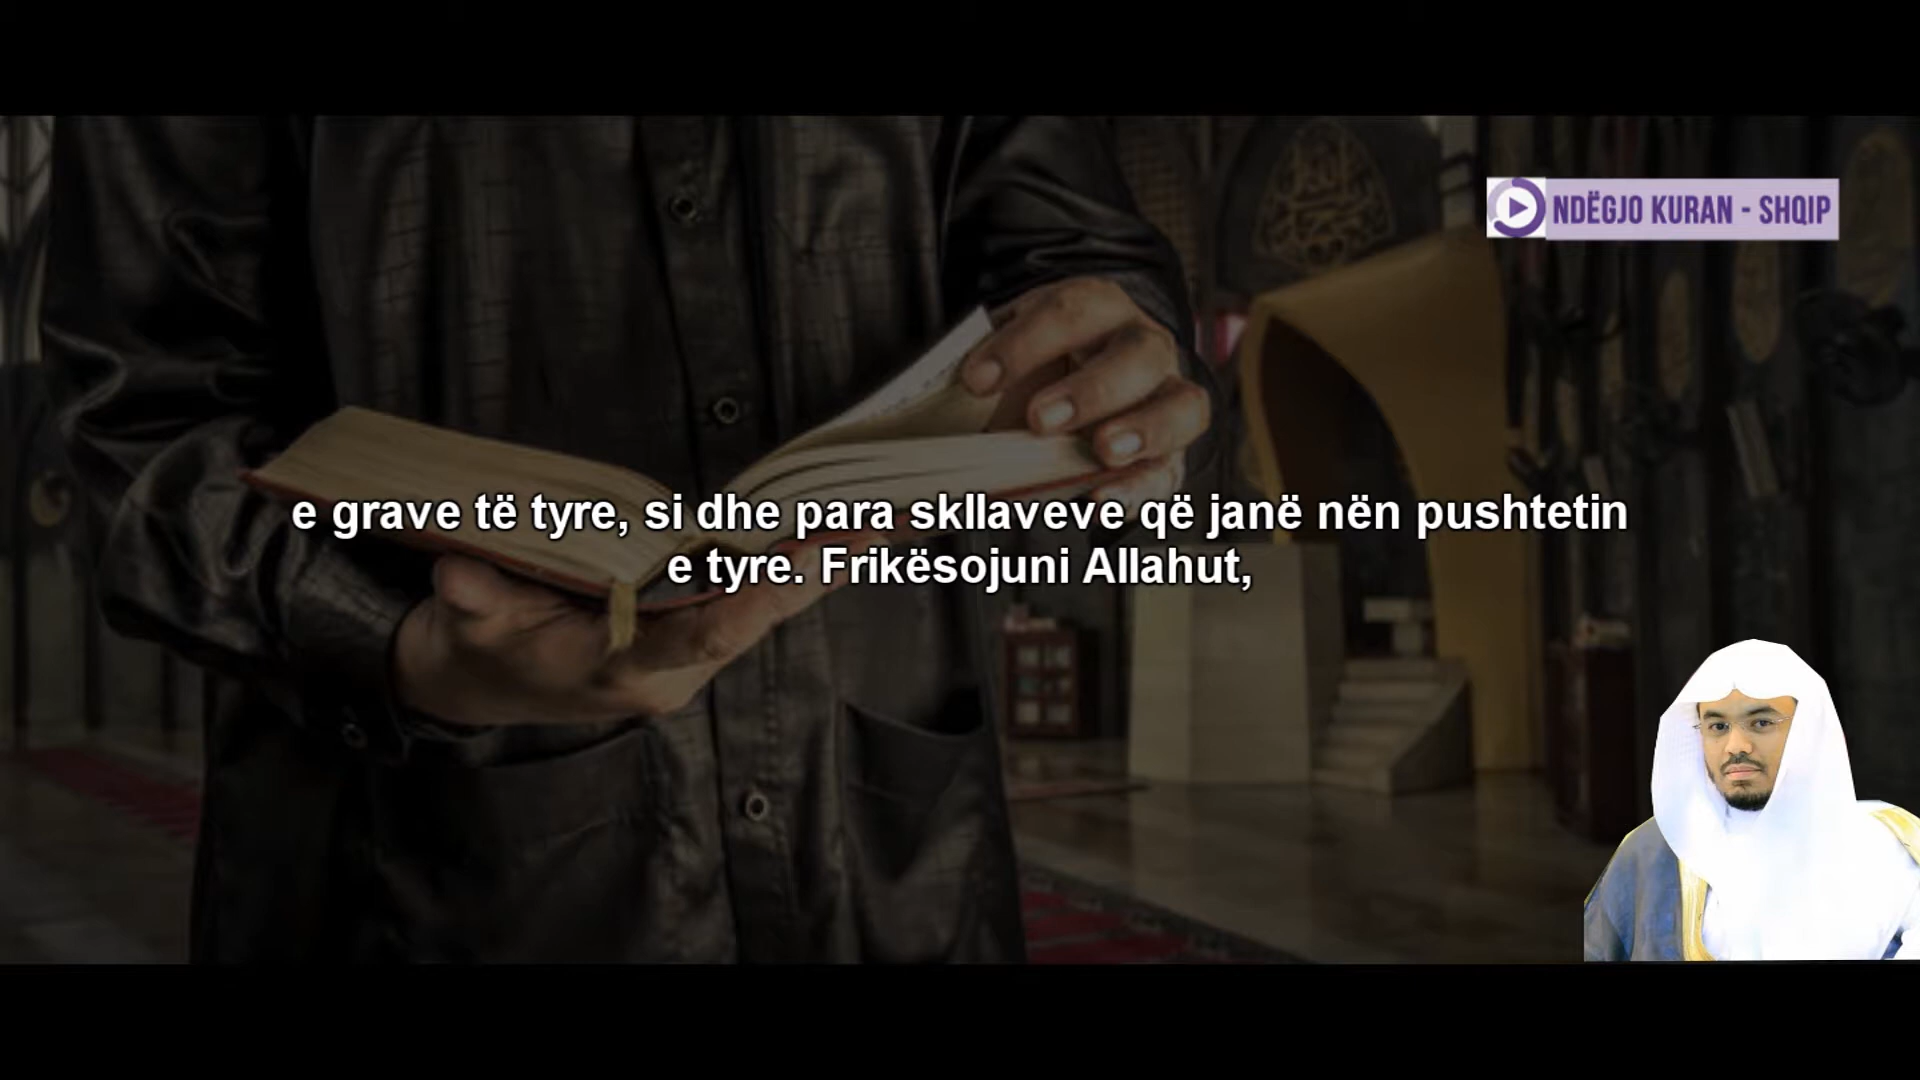 NDËGJO KURAN - SHQIP
e grave të tyre, si dhe para skllaveve që janë nën pushtetin
e tyre. Frikësojuni Allahut,